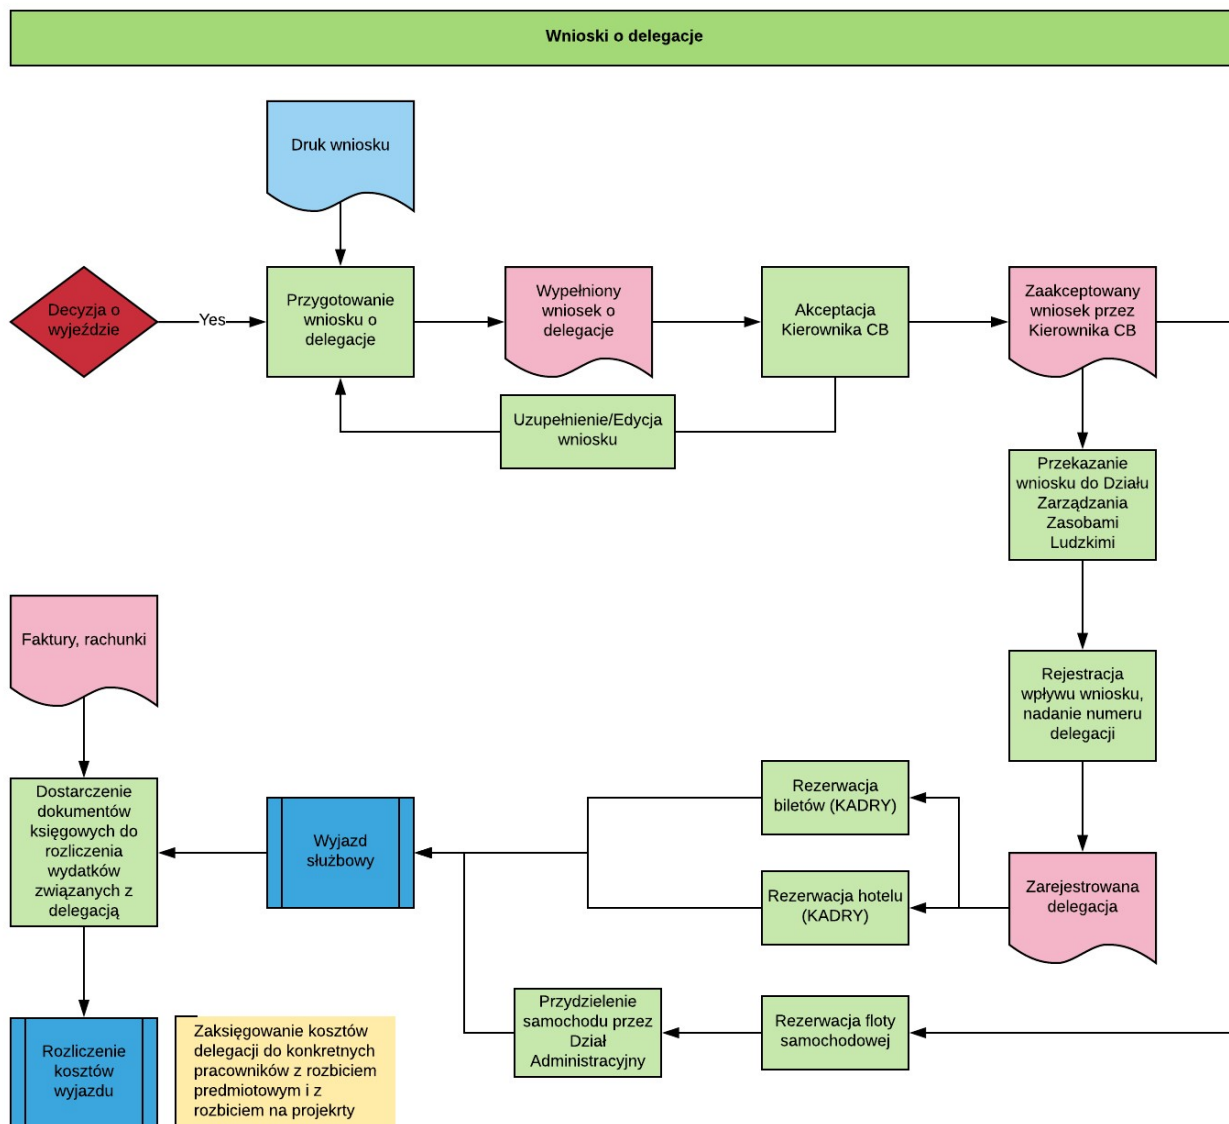 Wnioski o delegacje
Druk wniosku
Decyzja o
wyjeździe
Yes
Przygotowanie
wniosku o
delegacje
Wypełniony
wniosek o
delegacje
Akceptacja
Kierownika CB
Zaakceptowany
wniosek przez
Kierownika CB
Uzupełnienie/Edycja
wniosku
Przekazanie
wniosku do Działu
Zarządzania
Zasobami
Ludzkimi
Faktury, rachunki
Rejestracja
wpływu wniosku,
nadanie numeru
delegacji
Dostarczenie
dokumentów
księgowych do
rozliczenia
wydatków
związanych z
delegacją
Wyjazd
służbowy
Rezerwacja
biletów (KADRY)
Rezerwacja hotelu
(KADRY)
Zarejestrowana
delegacja
Przydzielenie
samochodu przez
Dział
Administracyjny
Rezerwacja floty
samochodowej
Rozliczenie
kosztów
wyjazdu
Zaksięgowanie kosztów
delegacji do konkretnych
pracowników z rozbiciem
predmiotowym i z
rozbiciem na projekrty